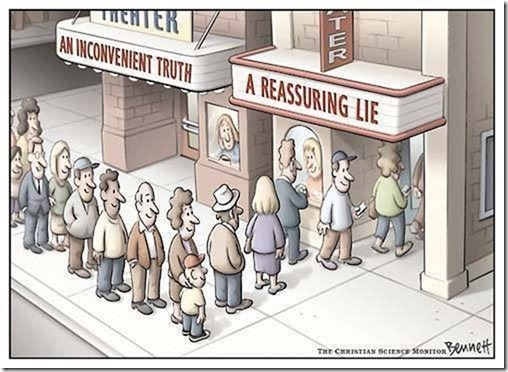 THEATER
AN INCONVENIENT TRUTH
ATER
A REASSURING LIE
THE CHRISTIAN SCIENCE MONITOR
Bennett